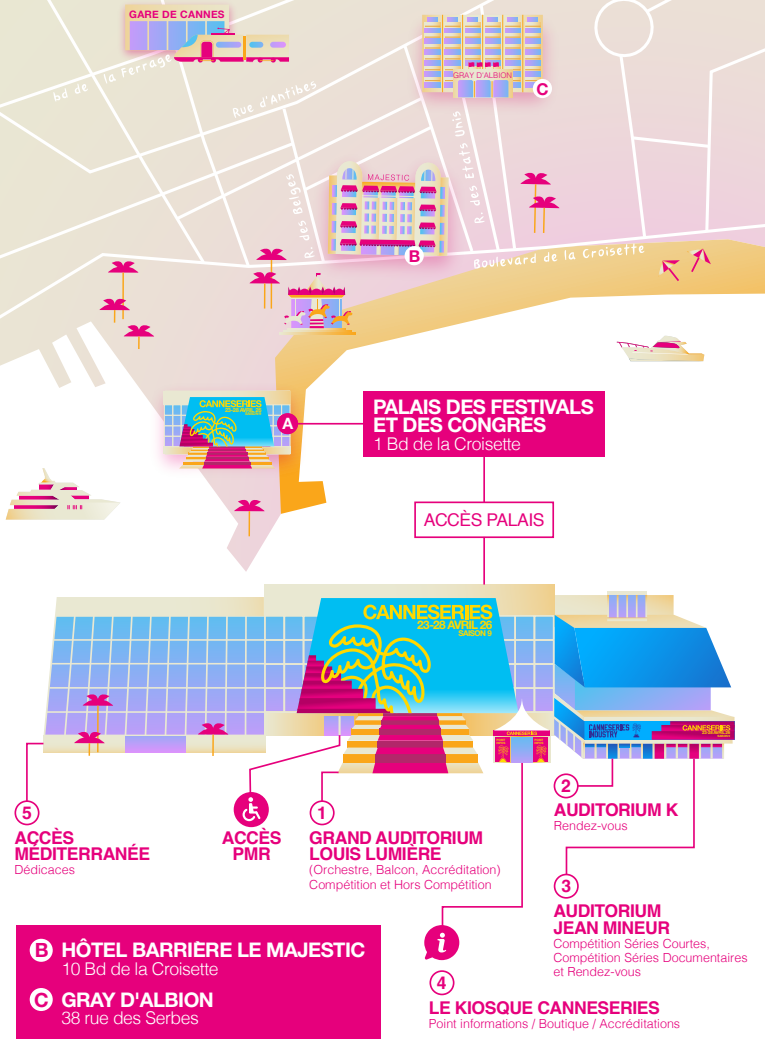 GARE DE CANNES
bd de la Ferrage
Rue d'Antibes
GRAY D'ALBION
C
R. des Belges
MAJESTIC
R. des Etats Unis
B
Boulevard de la Croisette
CANNESERIES
23-28 AVRIL 26
A
PALAIS DES FESTIVALS
ET DES CONGRÈS
1 Bd de la Croisette
ACCÈS PALAIS
CANNESERIES
23-28 AVRIL 26
SAISON 9
CANNESERIES
CANNESERIES
INDUSTRY
CANNESERIES
5
ACCÈS
MÉDITERRANÉE
Dédicaces
ACCÈS
PMR
1
GRAND AUDITORIUM
LOUIS LUMIÈRE
(Orchestre, Balcon, Accréditation)
Compétition et Hors Compétition
2
AUDITORIUM K
Rendez-vous
3
AUDITORIUM
JEAN MINEUR
Compétition Séries Courtes,
Compétition Séries Documentaires
et Rendez-vous
i
4
LE KIOSQUE CANNESERIES
Point informations / Boutique / Accréditations
B HÔTEL BARRIÈRE LE MAJESTIC
10 Bd de la Croisette
C GRAY D'ALBION
38 rue des Serbes